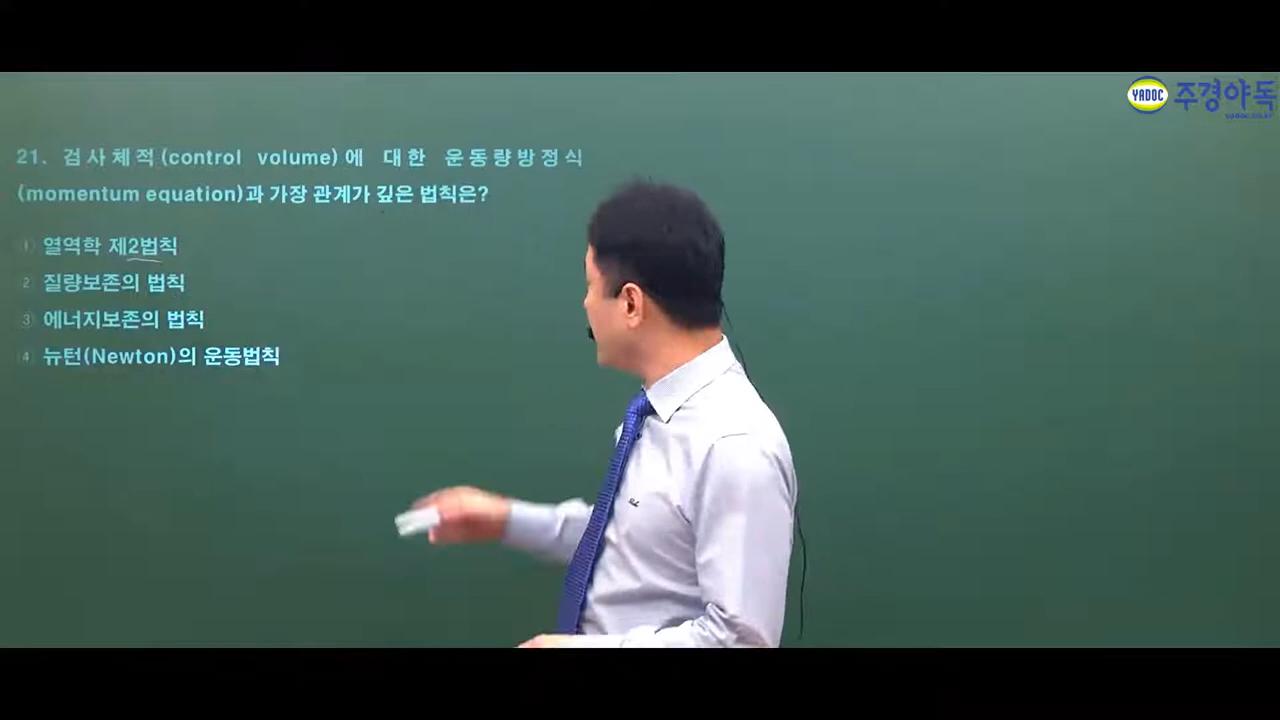 YADOC 주경야독
21. 검사체적(control volume)에 대한 운동량방정식
(momentum equation)과 가장 관계가 깊은 법칙은?
① 열역학 제2법칙
② 질량보존의 법칙
③ 에너지보존의 법칙
④ 뉴턴(Newton)의 운동법칙